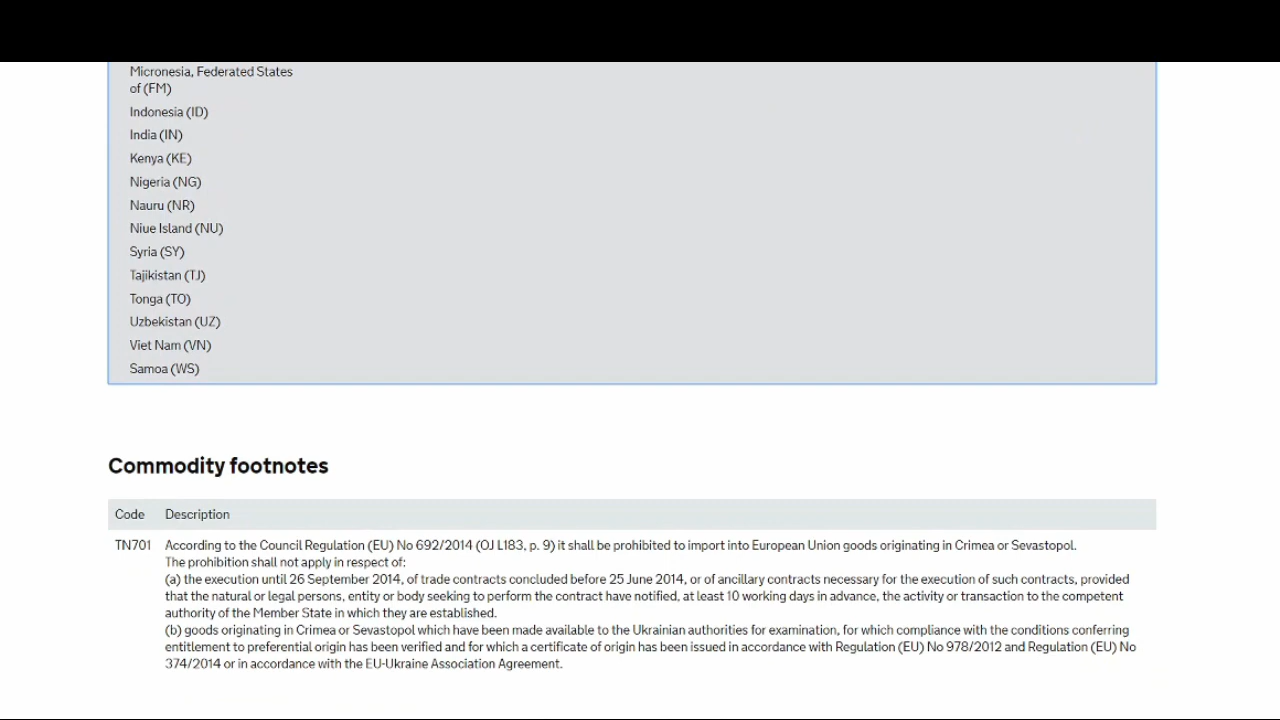 Micronesia, Federated States
of (FM)
Indonesia (ID)
India (IN)
Kenya (KE)
Nigeria (NG)
Nauru (NR)
Niue Island (NU)
Syria (SY)
Tajikistan (TJ)
Tonga (TO)
Uzbekistan (UZ)
Viet Nam (VN)
Samoa (WS)
Commodity footnotes
Code Description
TN701 According to the Council Regulation (EU) No 692/2014 (OJ L183, p. 9) it shall be prohibited to import into European Union goods originating in Crimea or Sevastopol.
The prohibition shall not apply in respect of:
(a) the execution until 26 September 2014, of trade contracts concluded before 25 June 2014, or of ancillary contracts necessary for the execution of such contracts, provided
that the natural or legal persons, entity or body seeking to perform the contract have notified, at least 10 working days in advance, the activity or transaction to the competent
authority of the Member State in which they are established.
(b) goods originating in Crimea or Sevastopol which have been made available to the Ukrainian authorities for examination, for which compliance with the conditions conferring
entitlement to preferential origin has been verified and for which a certificate of origin has been issued in accordance with Regulation (EU) No 978/2012 and Regulation (EU) No
374/2014 or in accordance with the EU-Ukraine Association Agreement.